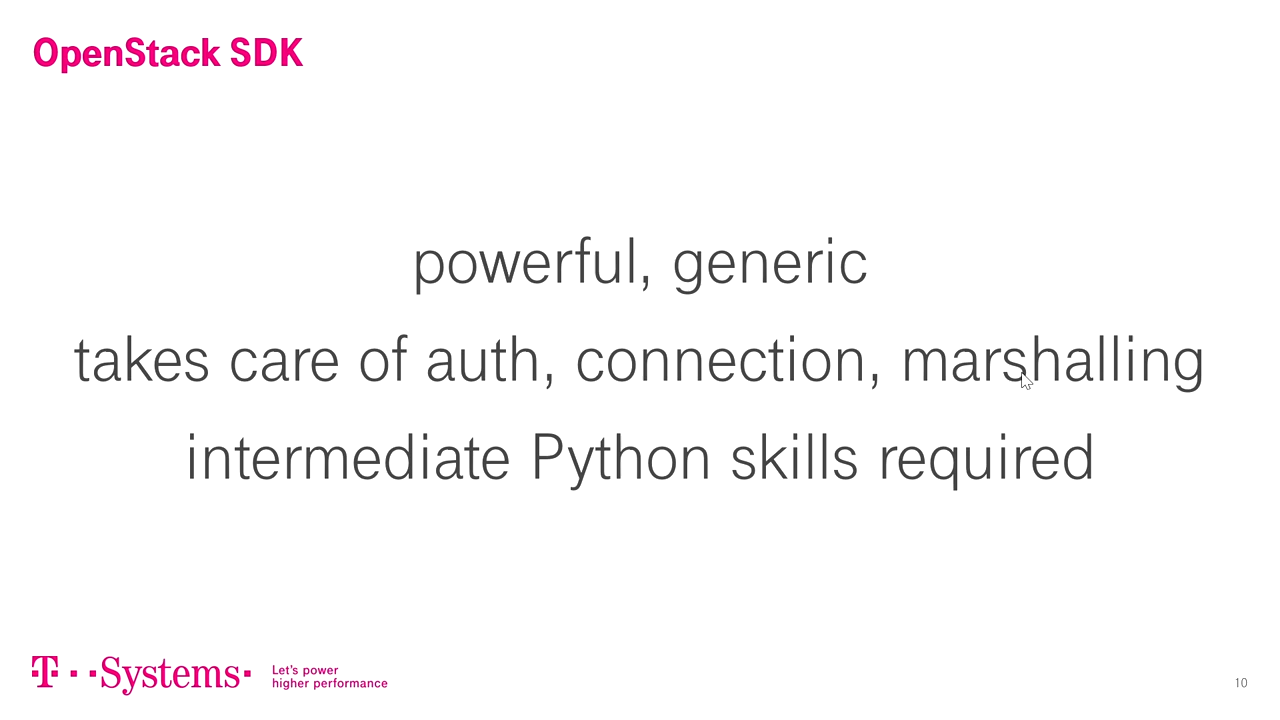 OpenStack SDK
powerful, generic
takes care of auth, connection, marshalling
intermediate Python skills required
T··Systems·
Let's power
higher performance
10